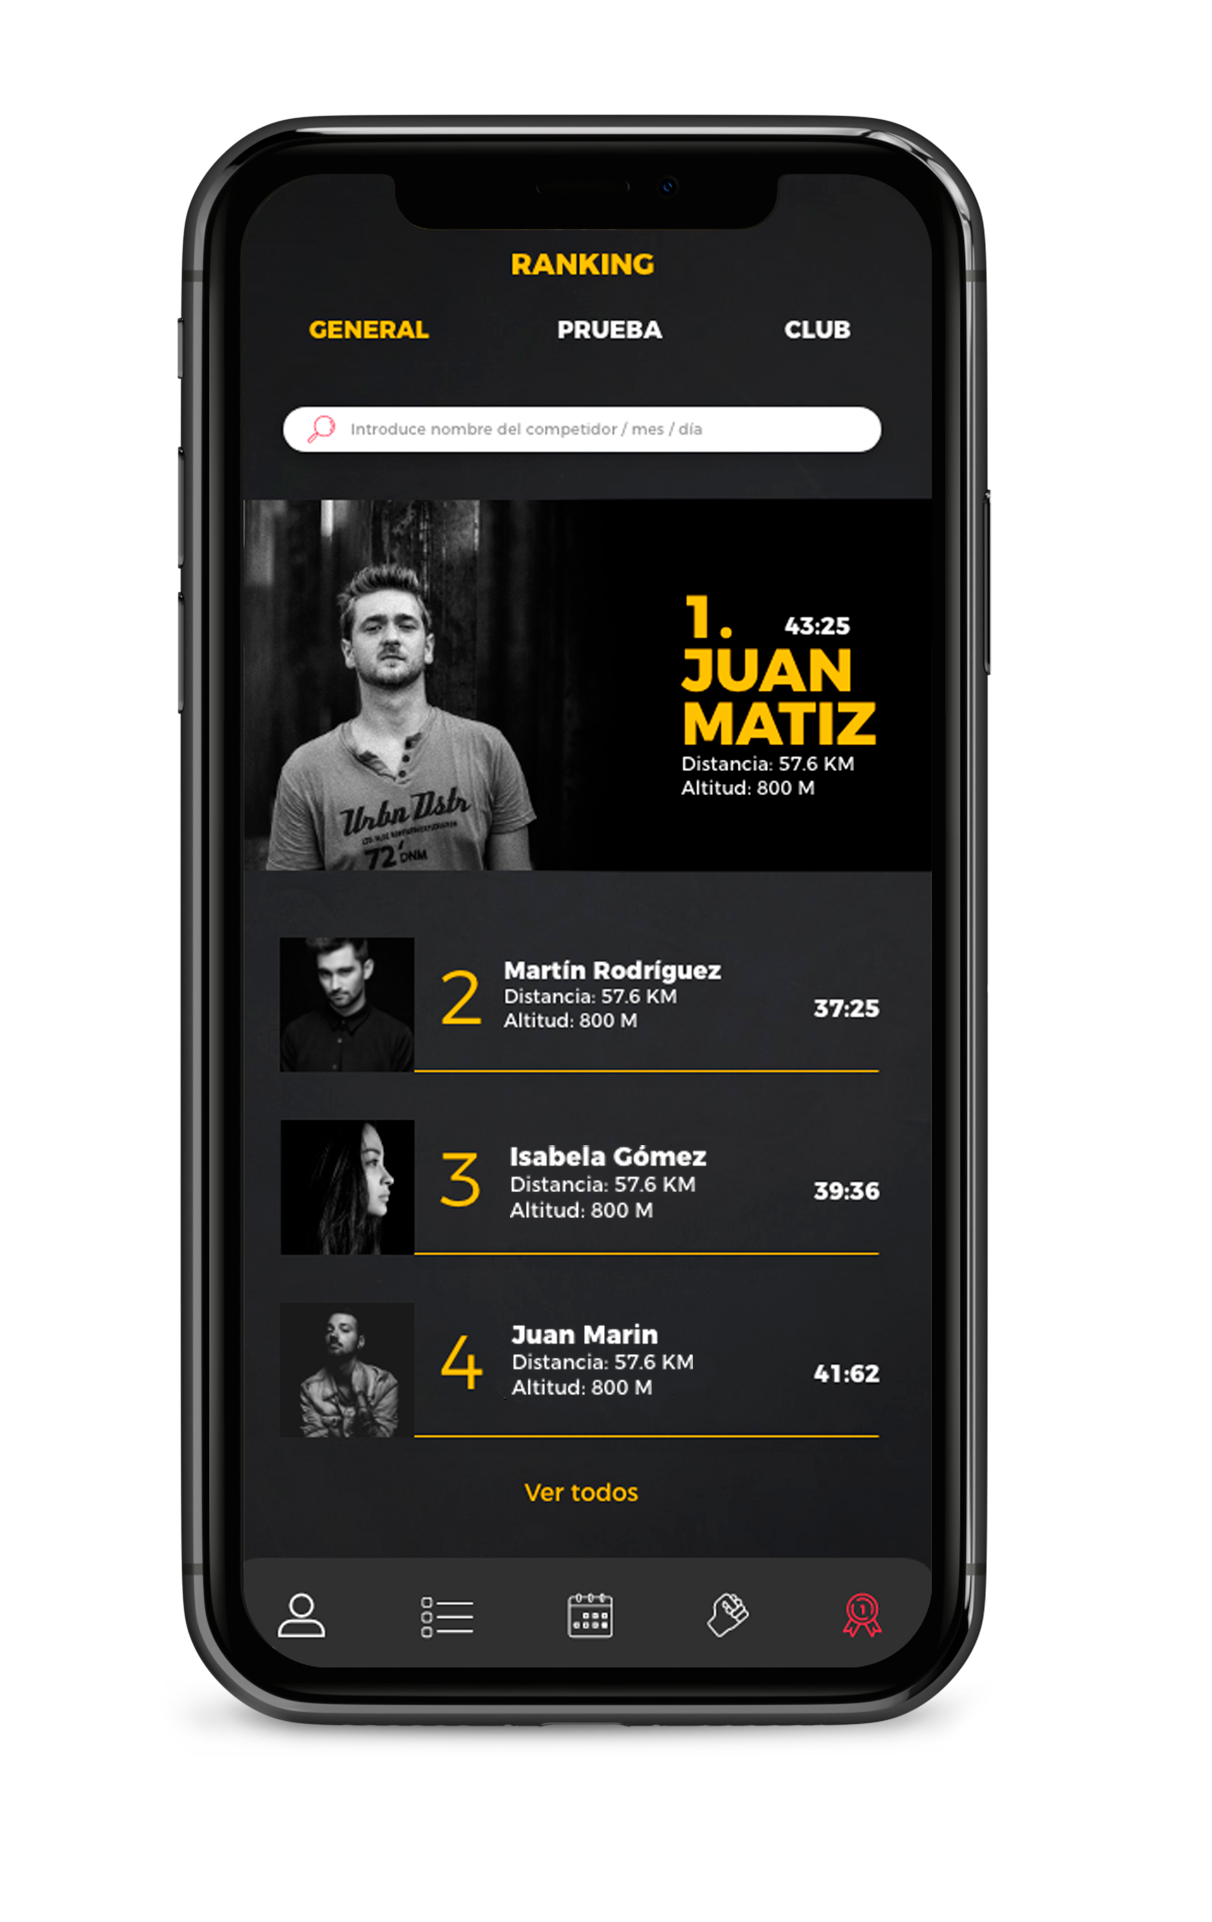 RANKING
GENERAL PRUEBA CLUB
Introduce nombre del competidor / mes / día
1. 43:25
JUAN
MATIZ
Distancia: 57.6 KM
Altitud: 800 M
Urbn Dstr
72 DNM
Martín Rodríguez
2 Distancia: 57.6 KM 37:25
Altitud: 800 M
Isabela Gómez
3 Distancia: 57.6 KM 39:36
Altitud: 800 M
Juan Marin
4 Distancia: 57.6 KM 41:62
Altitud: 800 M
Ver todos
1